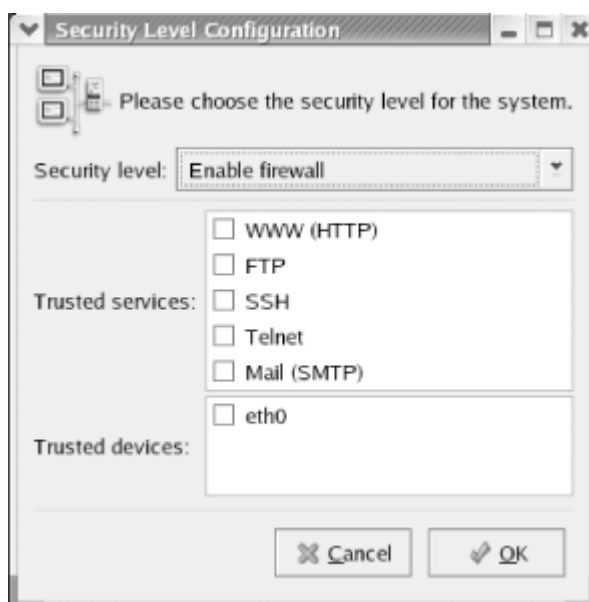 Security Level Configuration
Please choose the security level for the system.
Security level: Enable firewall
Trusted services:
WWW (HTTP)
FTP
SSH
Telnet
Mail (SMTP)
Trusted devices:
eth0
Cancel OK